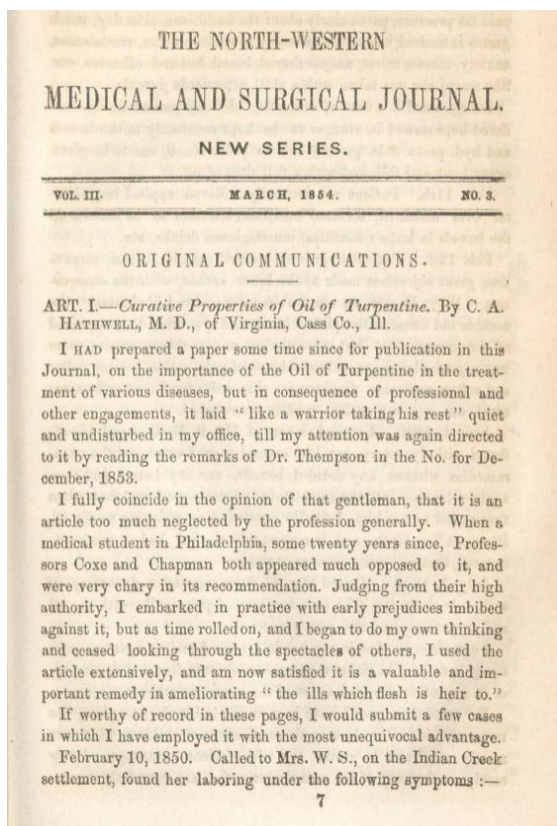 THE NORTH-WESTERN
MEDICAL AND SURGICAL JOURNAL.
NEW SERIES.
VOL. III. MARCH, 1854. NO. 3.
ORIGINAL COMMUNICATIONS.
ART. I.—Curative Properties of Oil of Turpentine. By C. A.
HATHWELL, M. D., of Virginia, Cass Co., Ill.
I HAD prepared a paper some time since for publication in this
Journal, on the importance of the Oil of Turpentine in the treat-
ment of various diseases, but in consequence of professional and
other engagements, it laid “like a warrior taking his rest” quiet
and undisturbed in my office, till my attention was again directed
to it by reading the remarks of Dr. Thompson in the No. for De-
cember, 1853.
I fully coincide in the opinion of that gentleman, that it is an
article too much neglected by the profession generally. When a
medical student in Philadelphia, some twenty years since, Profes-
sors Coxe and Chapman both appeared much opposed to it, and
were very chary in its recommendation. Judging from their high
authority, I embarked in practice with early prejudices imbibed
against it, but as time rolled on, and I began to do my own thinking
and ceased looking through the spectacles of others, I used the
article extensively, and am now satisfied it is a valuable and im-
portant remedy in ameliorating “the ills which flesh is heir to.”
If worthy of record in these pages, I would submit a few cases
in which I have employed it with the most unequivocal advantage.
February 10, 1850. Called to Mrs. W. S., on the Indian Creek
settlement, found her laboring under the following symptoms :—
7